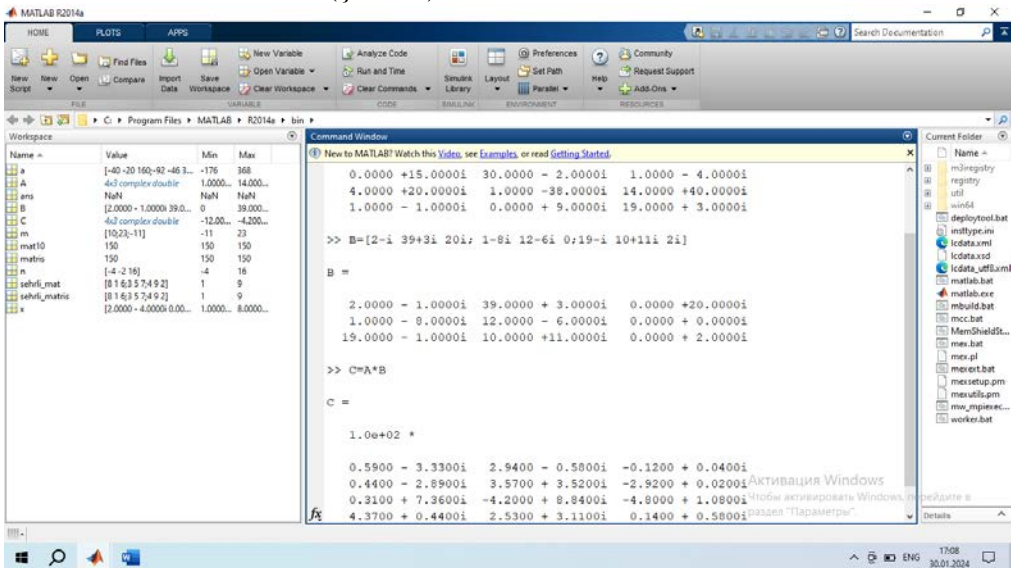 MATLAB R2014a
HOME PLOTS APPS
Search Documentation
New Script
New
Open
Find Files
Compare
Import Data
Save Workspace
New Variable
Open Variable
Clear Workspace
Analyze Code
Run and Time
Clear Commands
Simulink Library
Layout
Preferences
Set Path
Parallel
Help
Community
Request Support
Add-Ons
FILE VARIABLE CODE SIMULINK ENVIRONMENT RESOURCES
C: Program Files MATLAB R2014a bin
Workspace
Name Value Min Max
a [-40 -20 160;-92 -46 3... -176 368
A 4x3 complex double 1.0000... 14.000...
ans NaN NaN NaN
B [2.0000 - 1.0000i 39.0... 0 39.000...
C 4x3 complex double -12.00... -4.200...
m [10;23;-11] -11 23
mat10 150 150 150
matris 150 150 150
n [-4 -2 16] -4 16
sehrli_mat [8 1 6;3 5 7;4 9 2] 1 9
sehrli_matris [8 1 6;3 5 7;4 9 2] 1 9
x [2.0000 - 4.0000i 0.00... 1.0000... 8.0000...
Command Window
New to MATLAB? Watch this Video, see Examples, or read Getting Started.
0.0000 +15.0000i 30.0000 - 2.0000i 1.0000 - 4.0000i
4.0000 +20.0000i 1.0000 -38.0000i 14.0000 +40.0000i
1.0000 - 1.0000i 0.0000 + 9.0000i 19.0000 + 3.0000i
>> B=[2-i 39+3i 20i; 1-8i 12-6i 0;19-i 10+11i 2i]
B =
2.0000 - 1.0000i 39.0000 + 3.0000i 0.0000 +20.0000i
1.0000 - 8.0000i 12.0000 - 6.0000i 0.0000 + 0.0000i
19.0000 - 1.0000i 10.0000 +11.0000i 0.0000 + 2.0000i
>> C=A*B
C =
1.0e+02 *
0.5900 - 3.3300i 2.9400 - 0.5800i -0.1200 + 0.0400i
0.4400 - 2.8900i 3.5700 + 3.5200i -2.9200 + 0.0200i
0.3100 + 7.3600i -4.2000 + 8.8400i -4.8000 + 1.0800i
fx 4.3700 + 0.4400i 2.5300 + 3.1100i 0.1400 + 0.5800i
Активация Windows
Чтобы активировать Windows, перейдите в
раздел "Параметры".
Current Folder
Name
m3iregistry
registry
util
win64
deploytool.bat
insttype.ini
lcdata.xml
lcdata.xsd
lcdata_utf8.xml
matlab.bat
matlab.exe
mbuild.bat
mcc.bat
MemShieldSt...
mex.bat
mex.pl
mexext.bat
mexsetup.pm
mexutils.pm
mw_mpiexec...
worker.bat
Details
ENG
17:08
30.01.2024